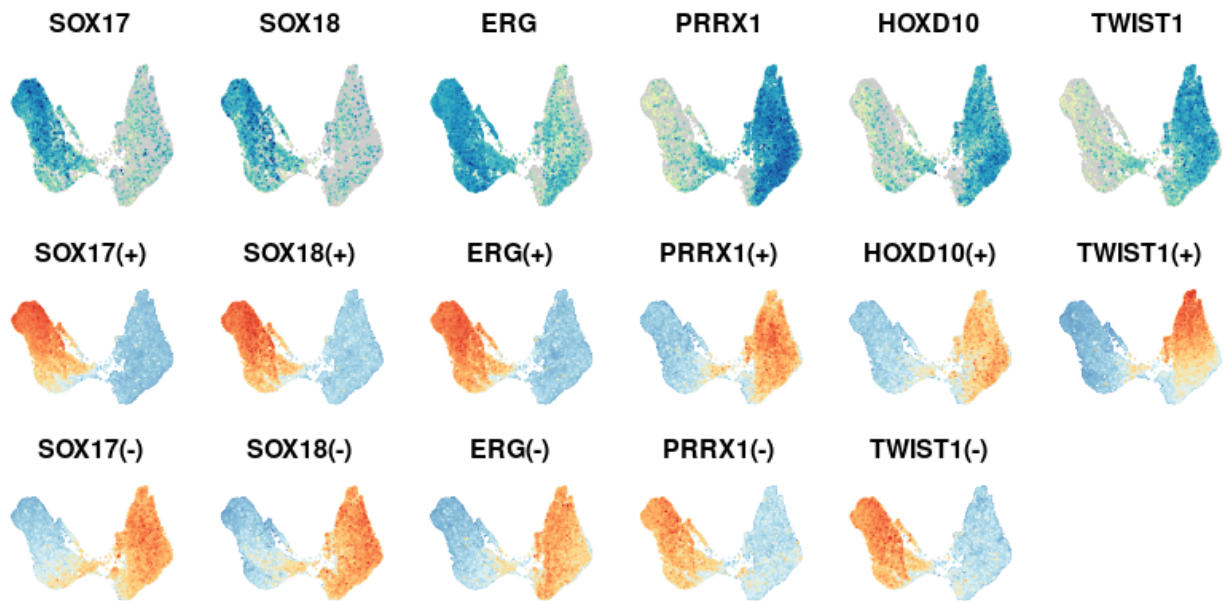 SOX17 SOX18 ERG PRRX1 HOXD10 TWIST1
SOX17(+) SOX18(+) ERG(+) PRRX1(+) HOXD10(+) TWIST1(+)
SOX17(-) SOX18(-) ERG(-) PRRX1(-) TWIST1(-)